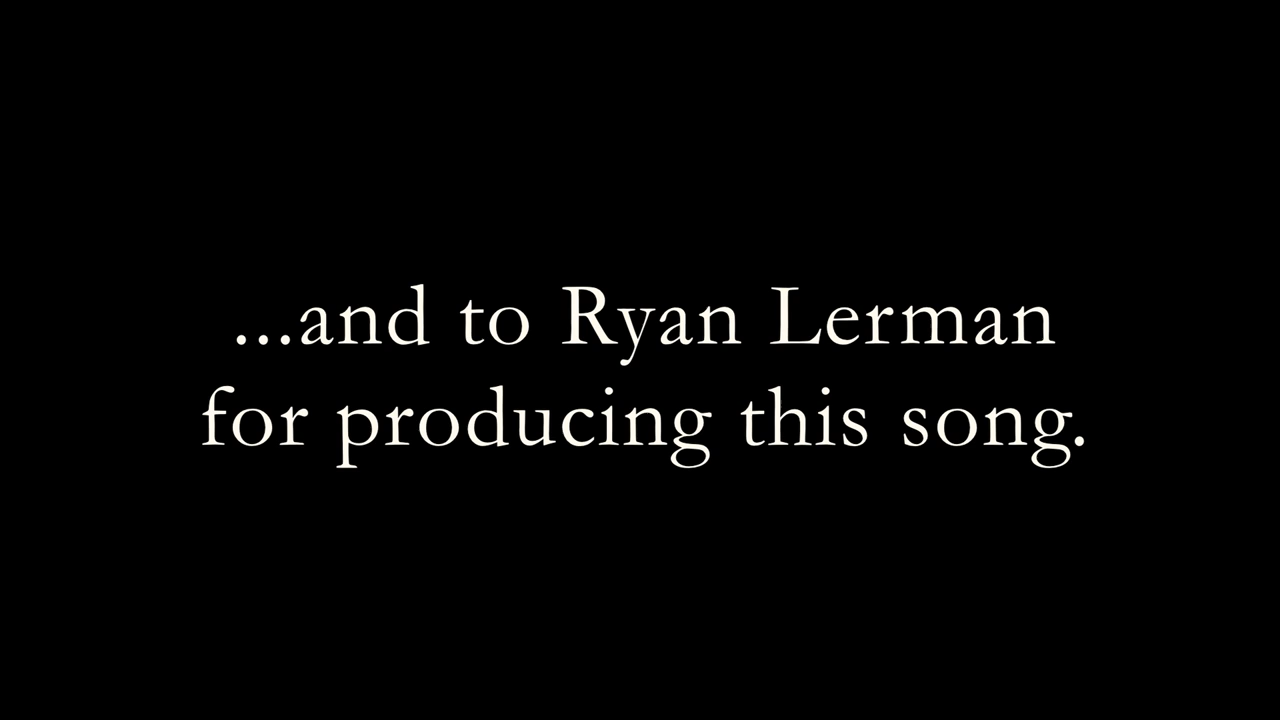 ...and to Ryan Lerman
for producing this song.